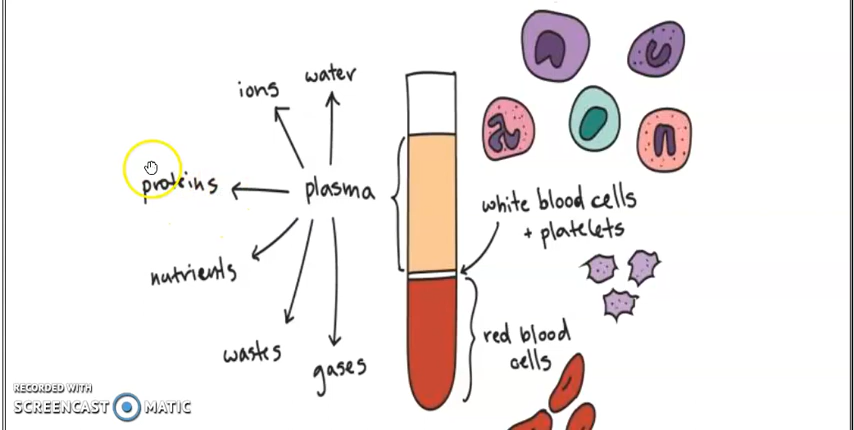 water
ions
proteins
plasma
nutrients
wastes
gases
white blood cells
+ platelets
red blood
cells
RECORDED WITH
SCREENCAST MATIC